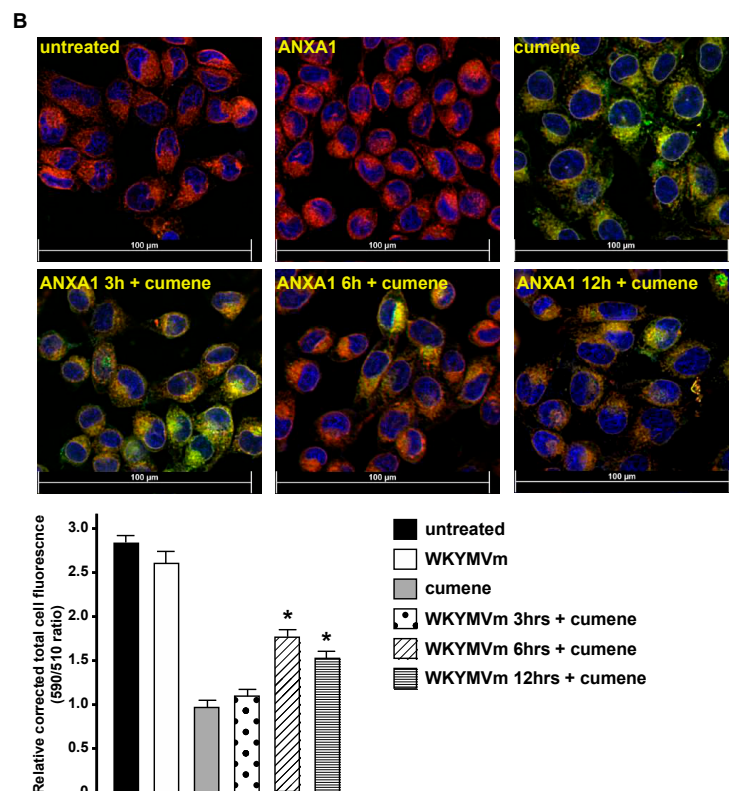 B
untreated
ANXA1
cumene
100 µm
100 µm
100 µm
ANXA1 3h + cumene
ANXA1 6h + cumene
ANXA1 12h + cumene
100 µm
100 µm
100 µm
Relative corrected total cell fluorescnce
(590/510 ratio)
3.0
2.5
2.0
1.5
1.0
0.5
0
*
*
untreated
WKYMVm
cumene
WKYMVm 3hrs + cumene
WKYMVm 6hrs + cumene
WKYMVm 12hrs + cumene